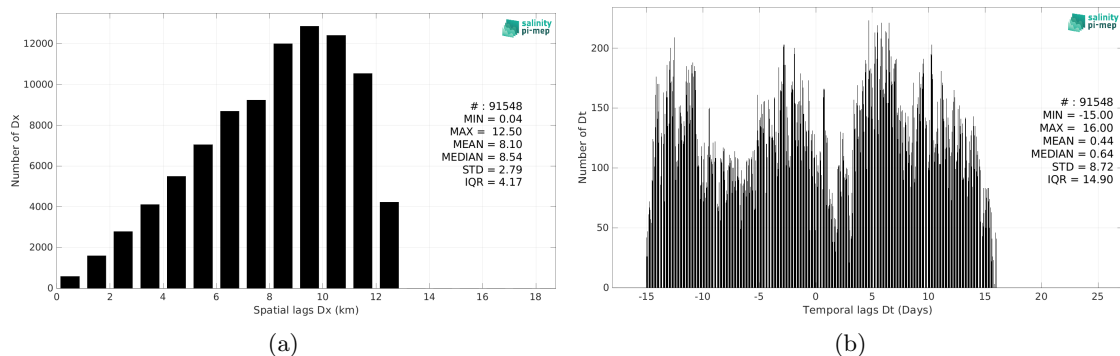 salinity
pi-mep
12000
10000
8000
6000
4000
2000
0
Number of Dx
# : 91548
MIN = 0.04
MAX = 12.50
MEAN = 8.10
MEDIAN = 8.54
STD = 2.79
IQR = 4.17
0 2 4 6 8 10 12 14 16 18
Spatial lags Dx (km)
(a)
salinity
pi-mep
200
150
100
50
0
Number of Dt
# : 91548
MIN = -15.00
MAX = 16.00
MEAN = 0.44
MEDIAN = 0.64
STD = 8.72
IQR = 14.90
-15 -10 -5 0 5 10 15 20 25
Temporal lags Dt (Days)
(b)